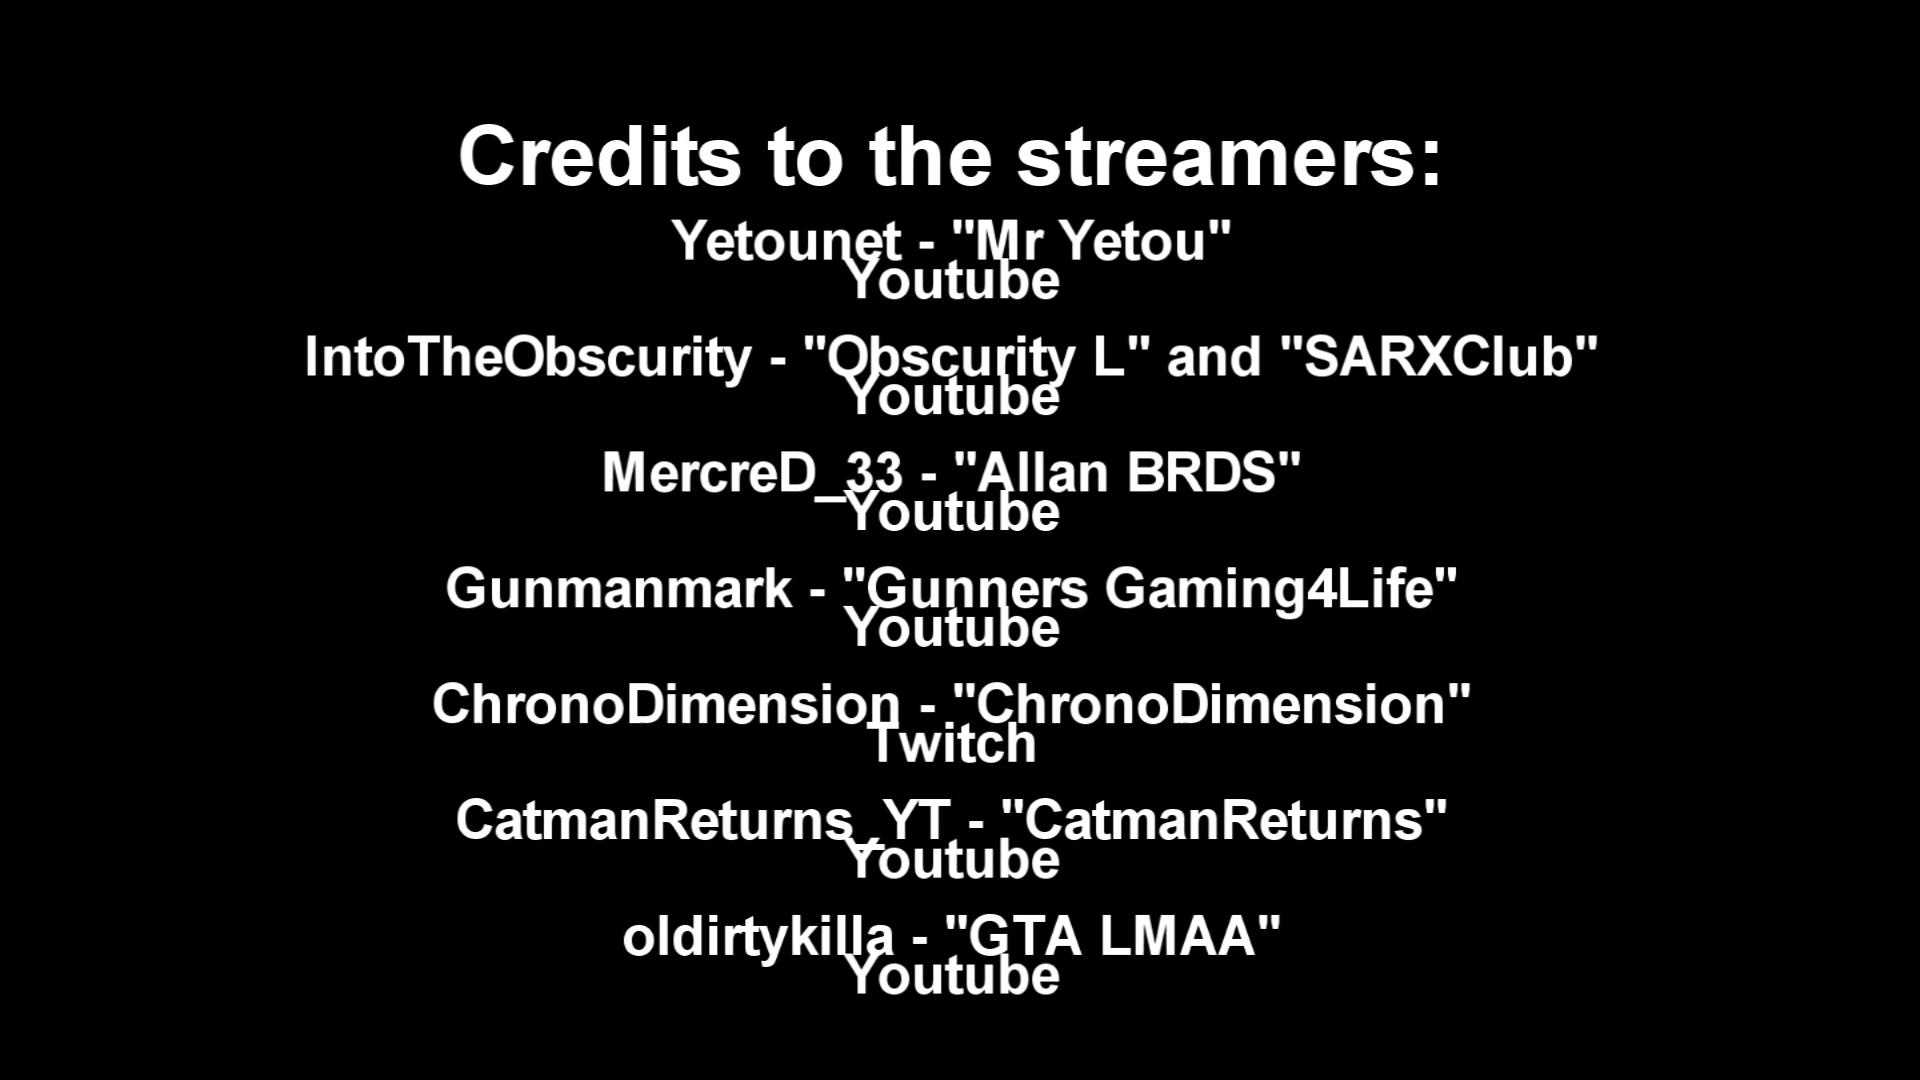 Credits to the streamers:
Yetounet - "Mr Yetou"
Youtube
IntoTheObscurity - "Obscurity L" and "SARXClub"
Youtube
MercreD_33 - "Allan BRDS"
Youtube
Gunmanmark - "Gunners Gaming4Life"
Youtube
ChronoDimension - "ChronoDimension"
Twitch
CatmanReturns_YT - "CatmanReturns"
Youtube
oldirtykilla - "GTA LMAA"
Youtube